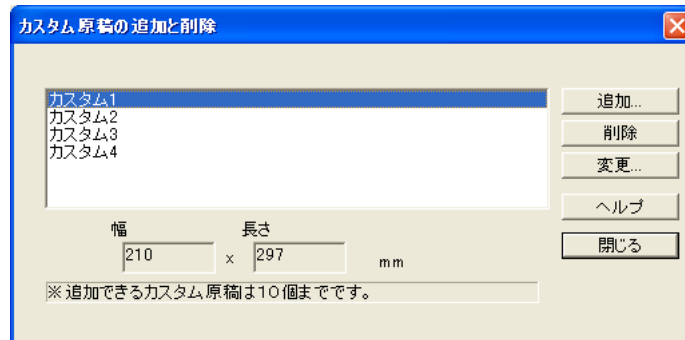 カスタム原稿の追加と削除
カスタム1
カスタム2
カスタム3
カスタム4
追加...
削除
変更...
ヘルプ
閉じる
幅 長さ
210 x 297 mm
※追加できるカスタム原稿は10個までです。